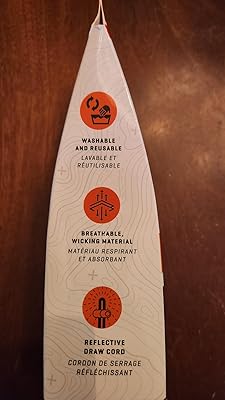 WASHABLE
AND REUSABLE
LAVABLE ET
RÉUTILISABLE
BREATHABLE,
WICKING MATERIAL
MATÉRIAU RESPIRANT
ET ABSORBANT
REFLECTIVE
DRAW CORD
CORDON DE SERRAGE
RÉFLÉCHISSANT